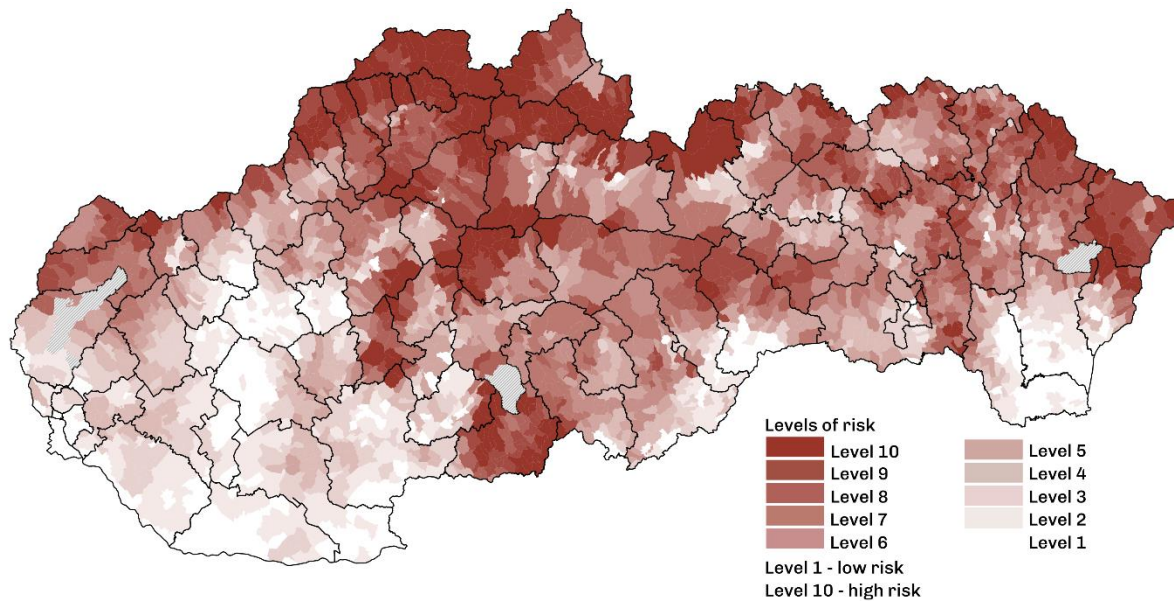 Levels of risk
Level 10
Level 9
Level 8
Level 7
Level 6
Level 5
Level 4
Level 3
Level 2
Level 1
Level 1 - low risk
Level 10 - high risk